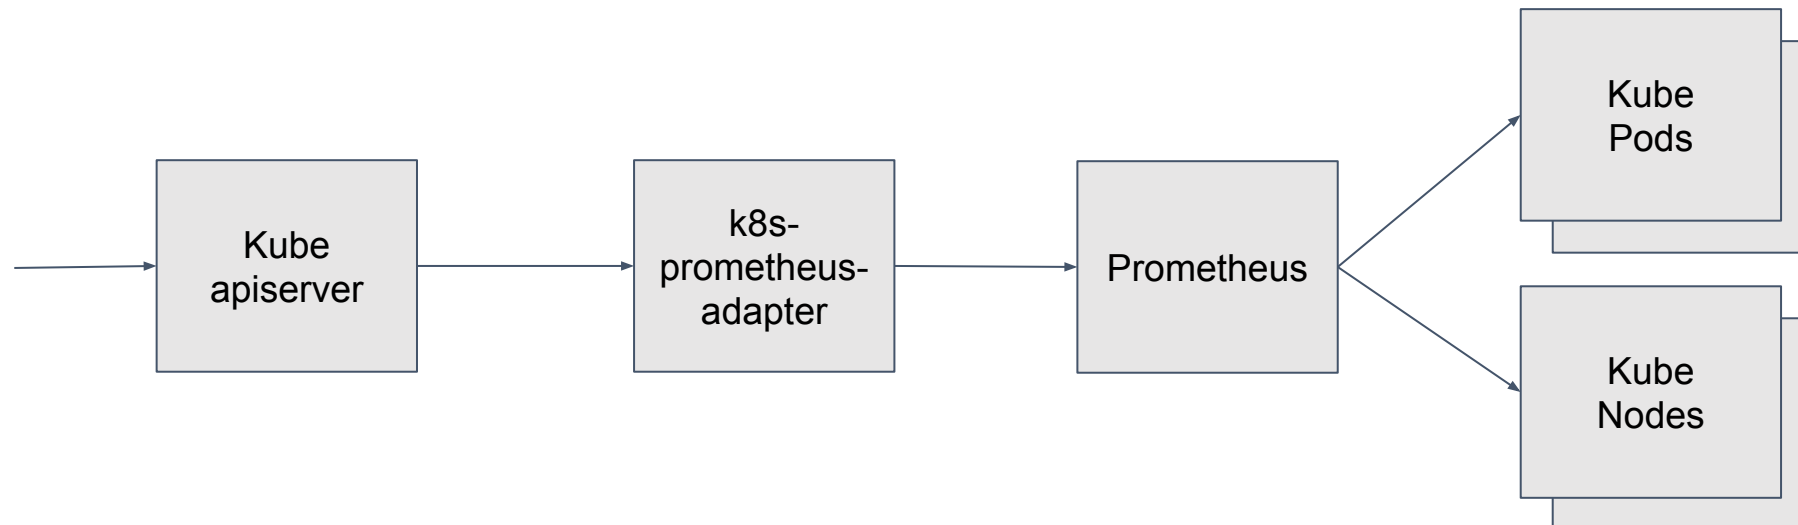 Kube
apiserver
k8s-
prometheus-
adapter
Prometheus
Kube
Pods
Kube
Nodes